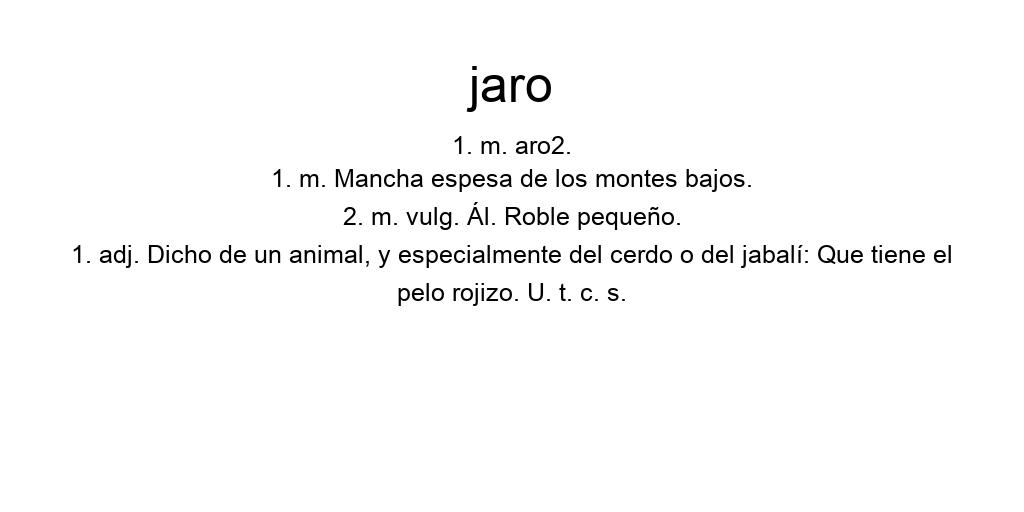 jaro
1. m. aro2.
1. m. Mancha espesa de los montes bajos.
2. m. vulg. Ál. Roble pequeño.
1. adj. Dicho de un animal, y especialmente del cerdo o del jabalí: Que tiene el
pelo rojizo. U. t. c. s.